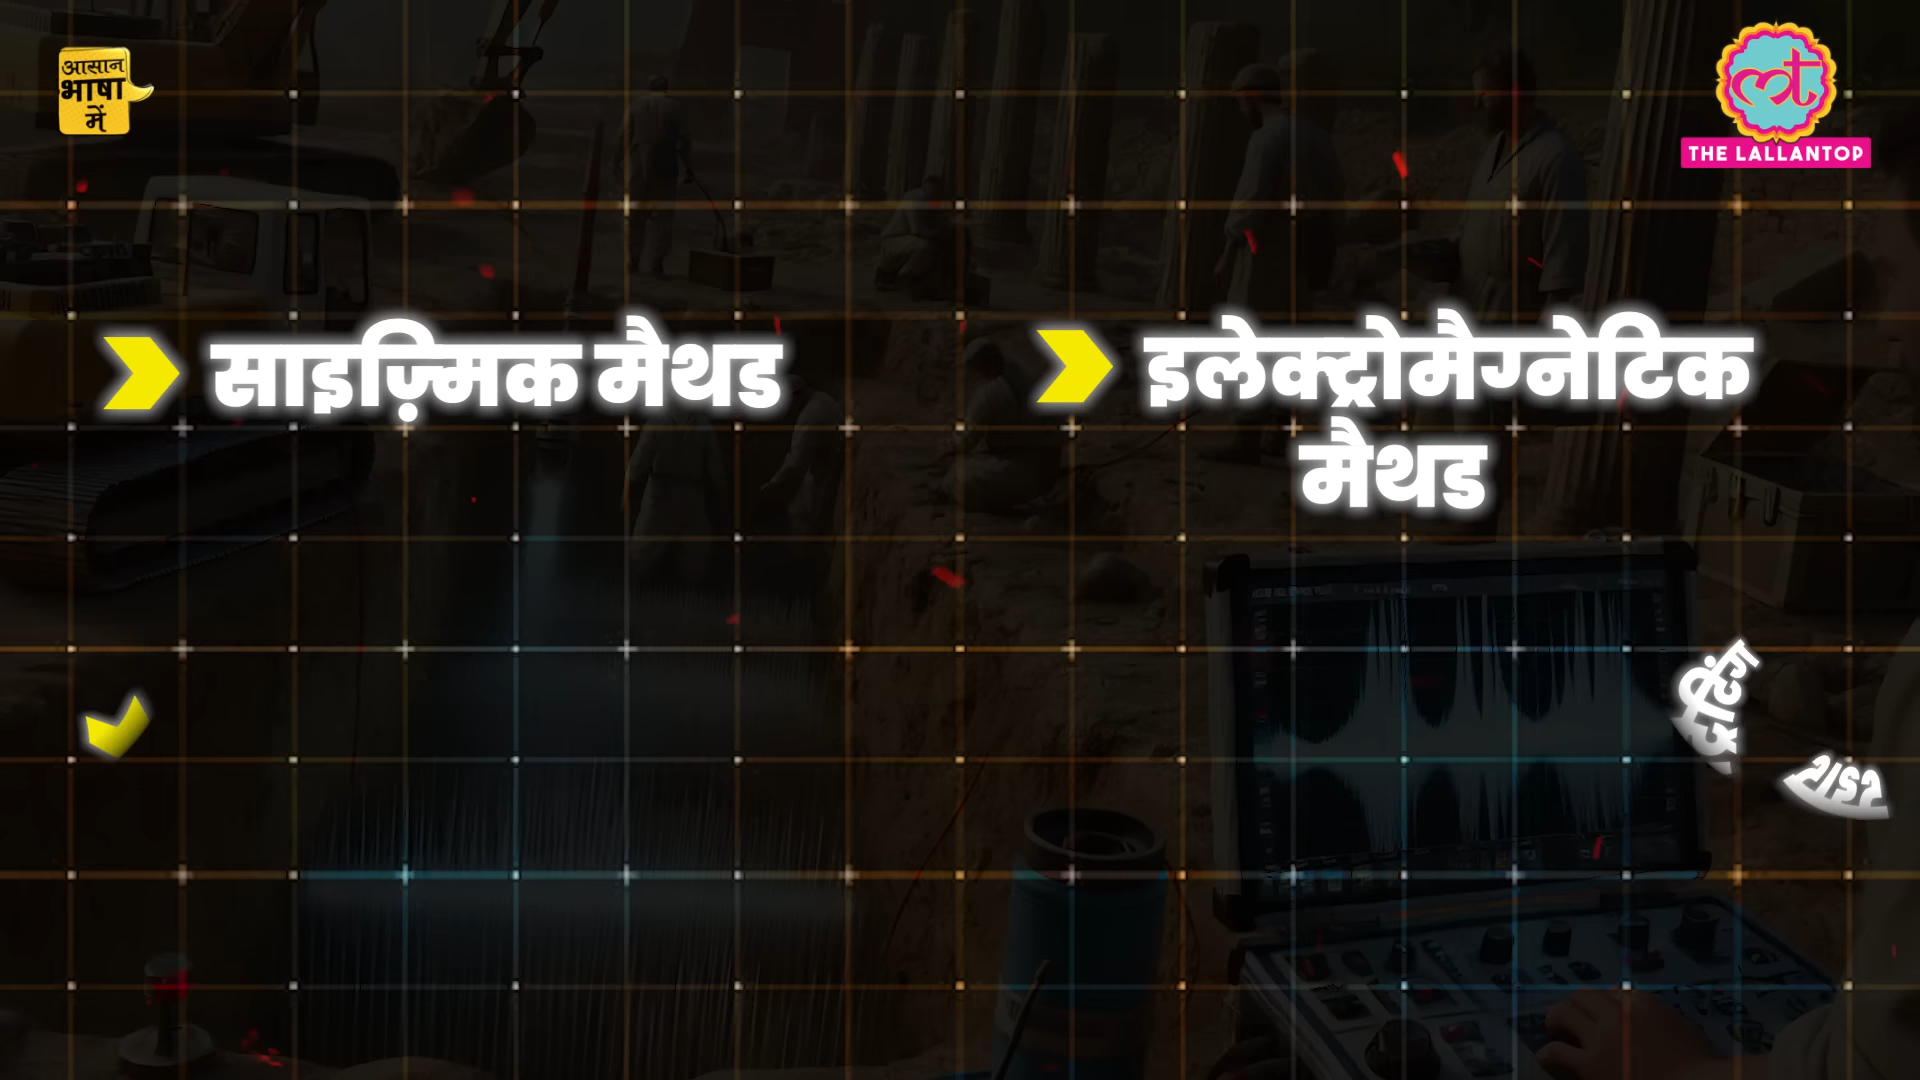 आसान
भाषा
में
THE LALLANTOP
साइज़्मिक मैथड
इलेक्ट्रोमैग्नेटिक
मैथड